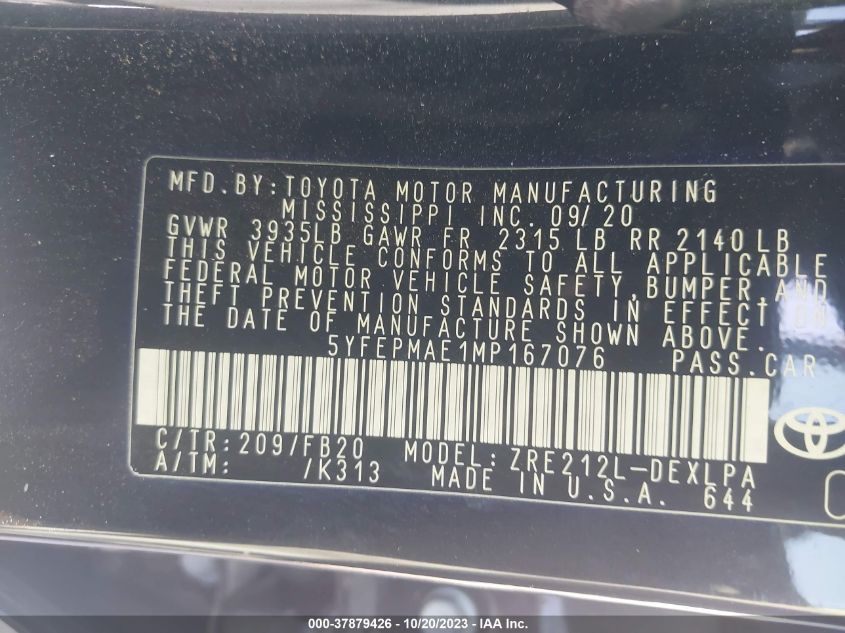 MFD. BY: TOYOTA MOTOR MANUFACTURING
MISSISSIPPI INC. 09/20
GVWR 3935LB GAWR FR 2315 LB RR 2140 LB
THIS VEHICLE CONFORMS TO ALL APPLICABLE
FEDERAL MOTOR VEHICLE SAFETY, BUMPER, AND
THEFT PREVENTION STANDARDS IN EFFECT ON
THE DATE OF MANUFACTURE SHOWN ABOVE.
5YFEPMAE1MP167076 PASS. CAR
C/TR: 209/FB20 MODEL: ZRE212L-DEXLPA
A/TM: /K313 MADE IN U.S.A. 644
000-37879426 - 10/20/2023 - IAA Inc.